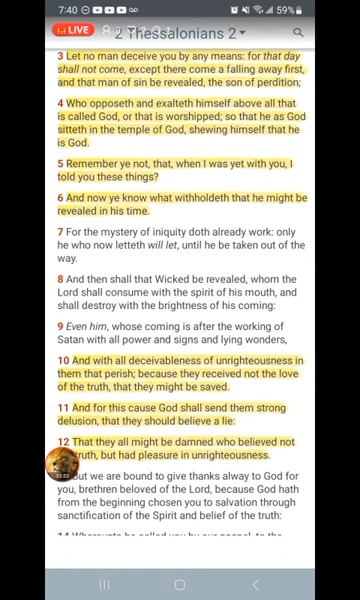 7:40
59%
LIVE
2 Thessalonians 2
3 Let no man deceive you by any means: for that day
shall not come, except there come a falling away first,
and that man of sin be revealed, the son of perdition;
4 Who opposeth and exalteth himself above all that
is called God, or that is worshipped; so that he as God
sitteth in the temple of God, shewing himself that he
is God.
5 Remember ye not, that, when I was yet with you, I
told you these things?
6 And now ye know what withholdeth that he might be
revealed in his time.
7 For the mystery of iniquity doth already work: only
he who now letteth will let, until he be taken out of the
way.
8 And then shall that Wicked be revealed, whom the
Lord shall consume with the spirit of his mouth, and
shall destroy with the brightness of his coming:
9 Even him, whose coming is after the working of
Satan with all power and signs and lying wonders,
10 And with all deceivableness of unrighteousness in
them that perish; because they received not the love
of the truth, that they might be saved.
11 And for this cause God shall send them strong
delusion, that they should believe a lie:
12 That they all might be damned who believed not
truth, but had pleasure in unrighteousness.
10:53
But we are bound to give thanks alway to God for
you, brethren beloved of the Lord, because God hath
from the beginning chosen you to salvation through
sanctification of the Spirit and belief of the truth:
14 Whereunto he called you by our gospel, to the